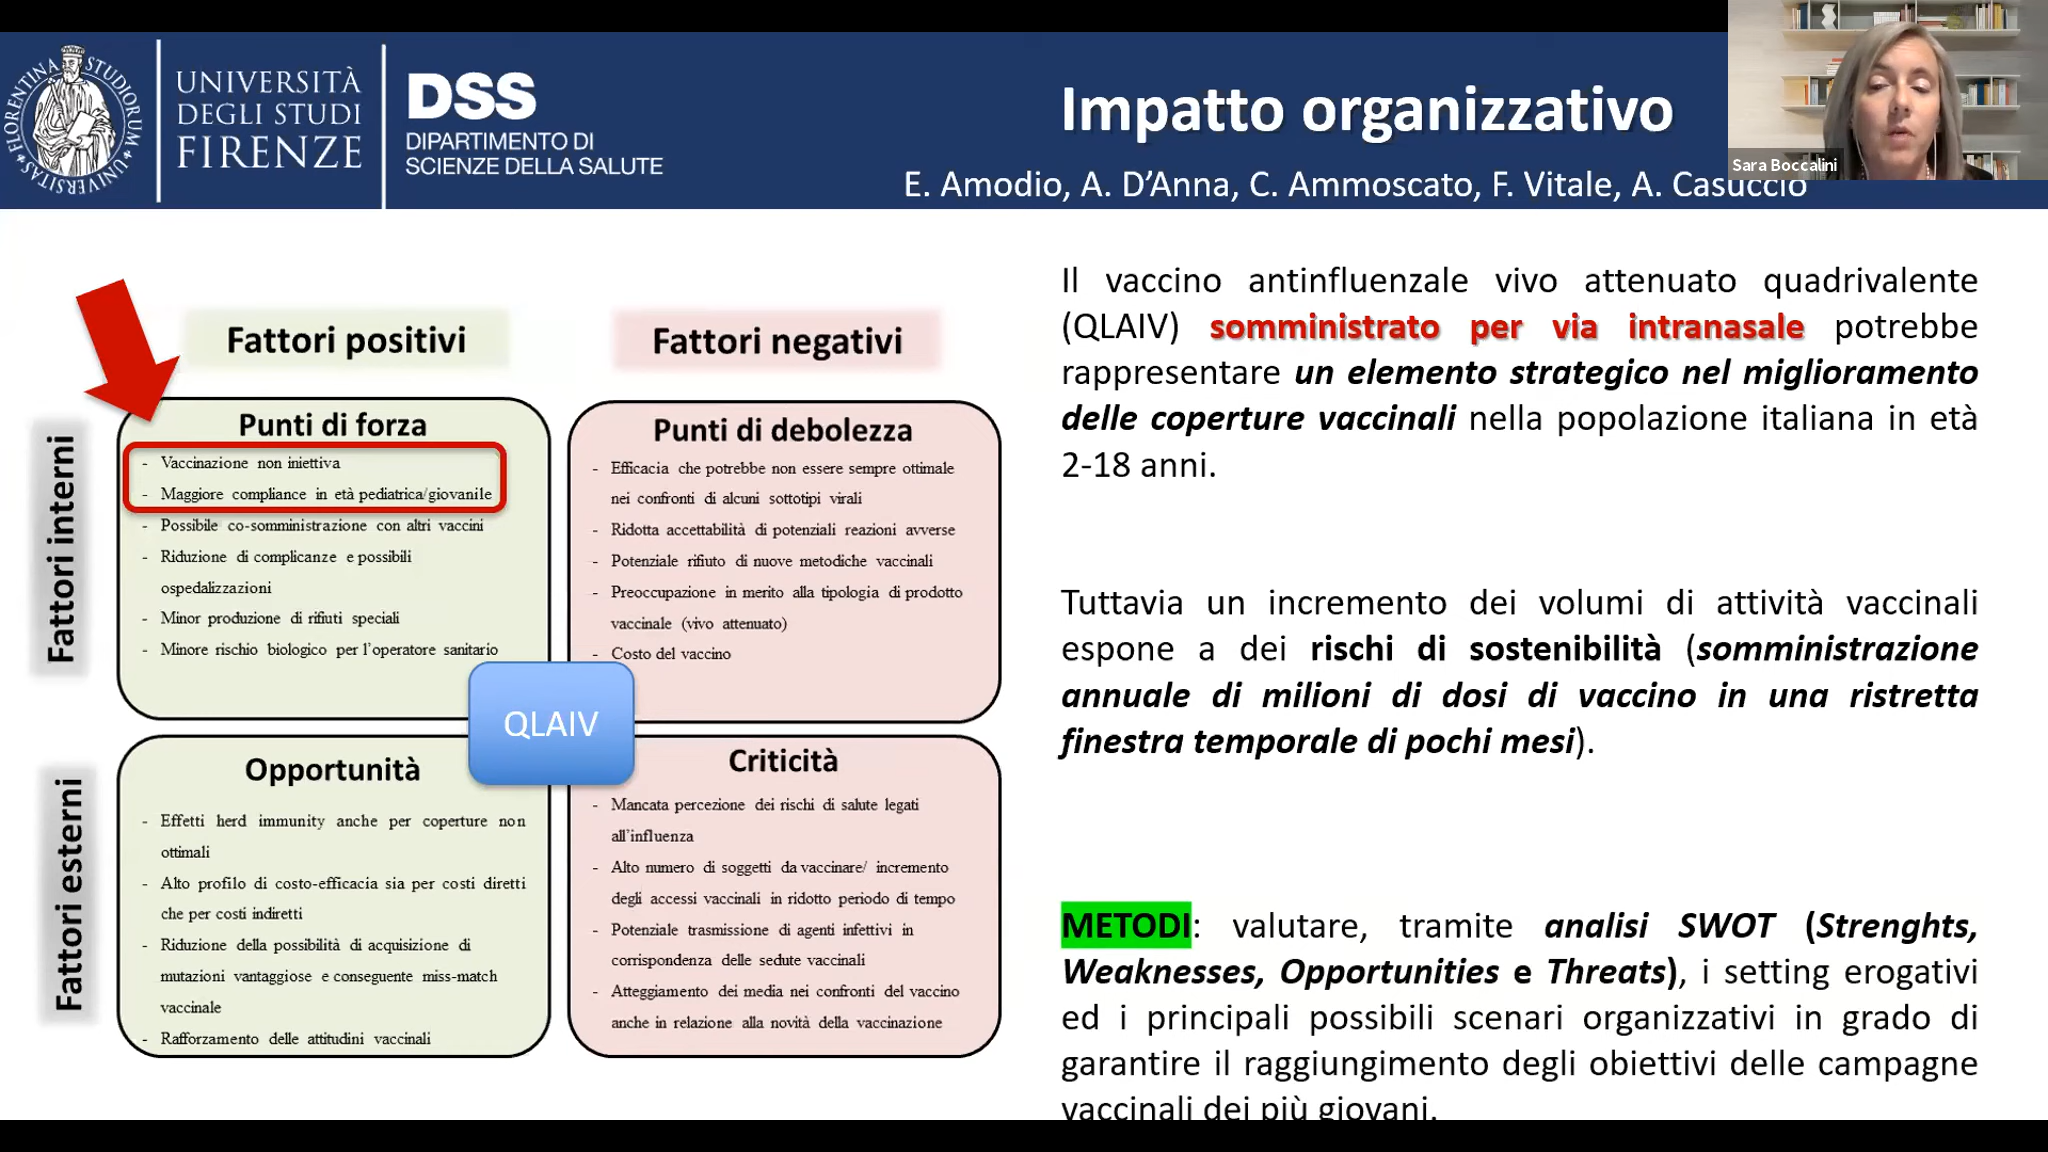 FLORENTINA STUDIORUM UNIVERSITAS
UNIVERSITÀ
DEGLI STUDI
FIRENZE
DSS
DIPARTIMENTO DI
SCIENZE DELLA SALUTE
Impatto organizzativo
E. Amodio, A. D'Anna, C. Ammoscato, F. Vitale, A. Casuccio
Sara Boccalini
Fattori positivi
Fattori negativi
Fattori interni
Punti di forza
- Vaccinazione non iniettiva
- Maggiore compliance in età pediatrica/giovanile
- Possibile co-somministrazione con altri vaccini
- Riduzione di complicanze e possibili
ospedalizzazioni
- Minor produzione di rifiuti speciali
- Minore rischio biologico per l'operatore sanitario
Punti di debolezza
- Efficacia che potrebbe non essere sempre ottimale
nei confronti di alcuni sottotipi virali
- Ridotta accettabilità di potenziali reazioni avverse
- Potenziale rifiuto di nuove metodiche vaccinali
- Preoccupazione in merito alla tipologia di prodotto
vaccinale (vivo attenuato)
- Costo del vaccino
QLAIV
Fattori esterni
Opportunità
- Effetti herd immunity anche per coperture non
ottimali
- Alto profilo di costo-efficacia sia per costi diretti
che per costi indiretti
- Riduzione della possibilità di acquisizione di
mutazioni vantaggiose e conseguente miss-match
vaccinale
- Rafforzamento delle attitudini vaccinali
Criticità
- Mancata percezione dei rischi di salute legati
all'influenza
- Alto numero di soggetti da vaccinare/ incremento
degli accessi vaccinali in ridotto periodo di tempo
- Potenziale trasmissione di agenti infettivi in
corrispondenza delle sedute vaccinali
- Atteggiamento dei media nei confronti del vaccino
anche in relazione alla novità della vaccinazione
Il vaccino antinfluenzale vivo attenuato quadrivalente
(QLAIV) somministrato per via intranasale potrebbe
rappresentare un elemento strategico nel miglioramento
delle coperture vaccinali nella popolazione italiana in età
2-18 anni.
Tuttavia un incremento dei volumi di attività vaccinali
espone a dei rischi di sostenibilità (somministrazione
annuale di milioni di dosi di vaccino in una ristretta
finestra temporale di pochi mesi).
METODI: valutare, tramite analisi SWOT (Strenghts,
Weaknesses, Opportunities e Threats), i setting erogativi
ed i principali possibili scenari organizzativi in grado di
garantire il raggiungimento degli obiettivi delle campagne
vaccinali dei più giovani.